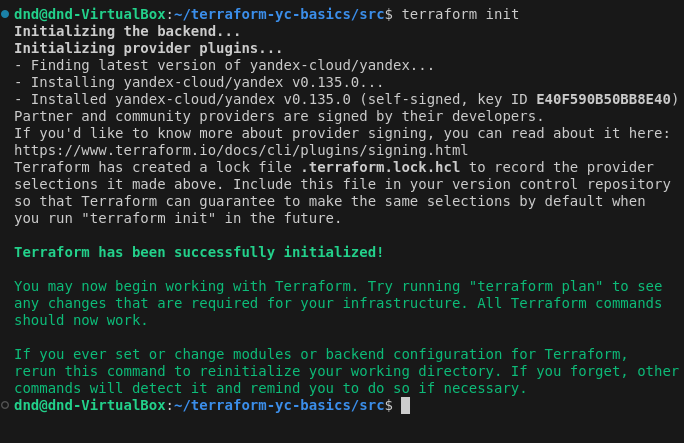 dnd@dnd-VirtualBox:~/terraform-yc-basics/src$ terraform init
Initializing the backend...
Initializing provider plugins...
- Finding latest version of yandex-cloud/yandex...
- Installing yandex-cloud/yandex v0.135.0...
- Installed yandex-cloud/yandex v0.135.0 (self-signed, key ID E40F590B50BB8E40)
Partner and community providers are signed by their developers.
If you'd like to know more about provider signing, you can read about it here:
https://www.terraform.io/docs/cli/plugins/signing.html
Terraform has created a lock file .terraform.lock.hcl to record the provider
selections it made above. Include this file in your version control repository
so that Terraform can guarantee to make the same selections by default when
you run "terraform init" in the future.
Terraform has been successfully initialized!
You may now begin working with Terraform. Try running "terraform plan" to see
any changes that are required for your infrastructure. All Terraform commands
should now work.
If you ever set or change modules or backend configuration for Terraform,
rerun this command to reinitialize your working directory. If you forget, other
commands will detect it and remind you to do so if necessary.
dnd@dnd-VirtualBox:~/terraform-yc-basics/src$